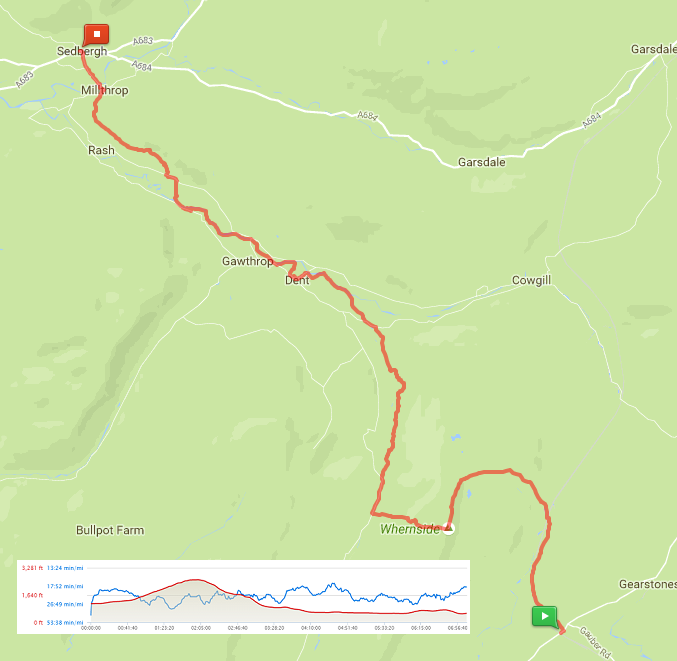 Sedbergh
A683
A684
A683
Garsdale
Millthrop
A684
A684
Rash
Garsdale
Gawthrop
Dent
Cowgill
Bullpot Farm
Whernside
Gearstones
Gauber Rd
3,281 ft 13:24 min/mi
17:52 min/mi
1,640 ft
26:49 min/mi
0 ft 53:38 min/mi
00:00:00 00:41:40 01:23:20 02:05:00 02:46:40 03:28:20 04:10:00 04:51:40 05:33:20 06:15:00 06:56:40